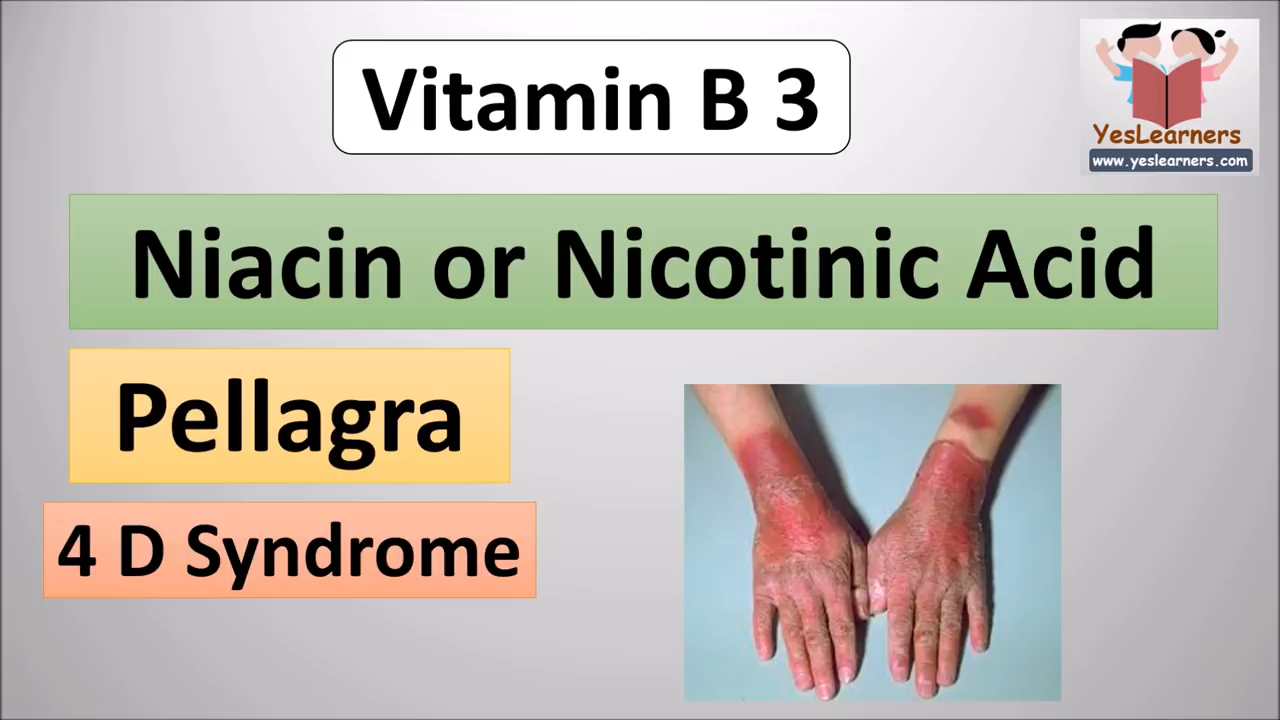 Vitamin B 3
YesLearners
www.yeslearners.com
Niacin or Nicotinic Acid
Pellagra
4 D Syndrome